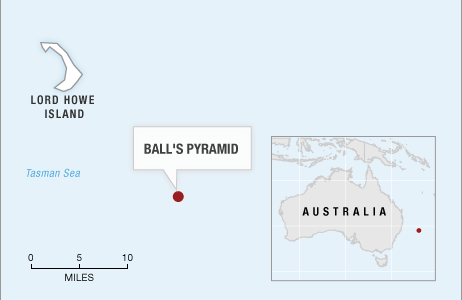 LORD HOWE
ISLAND
BALL'S PYRAMID
Tasman Sea
AUSTRALIA
0 5 10
MILES